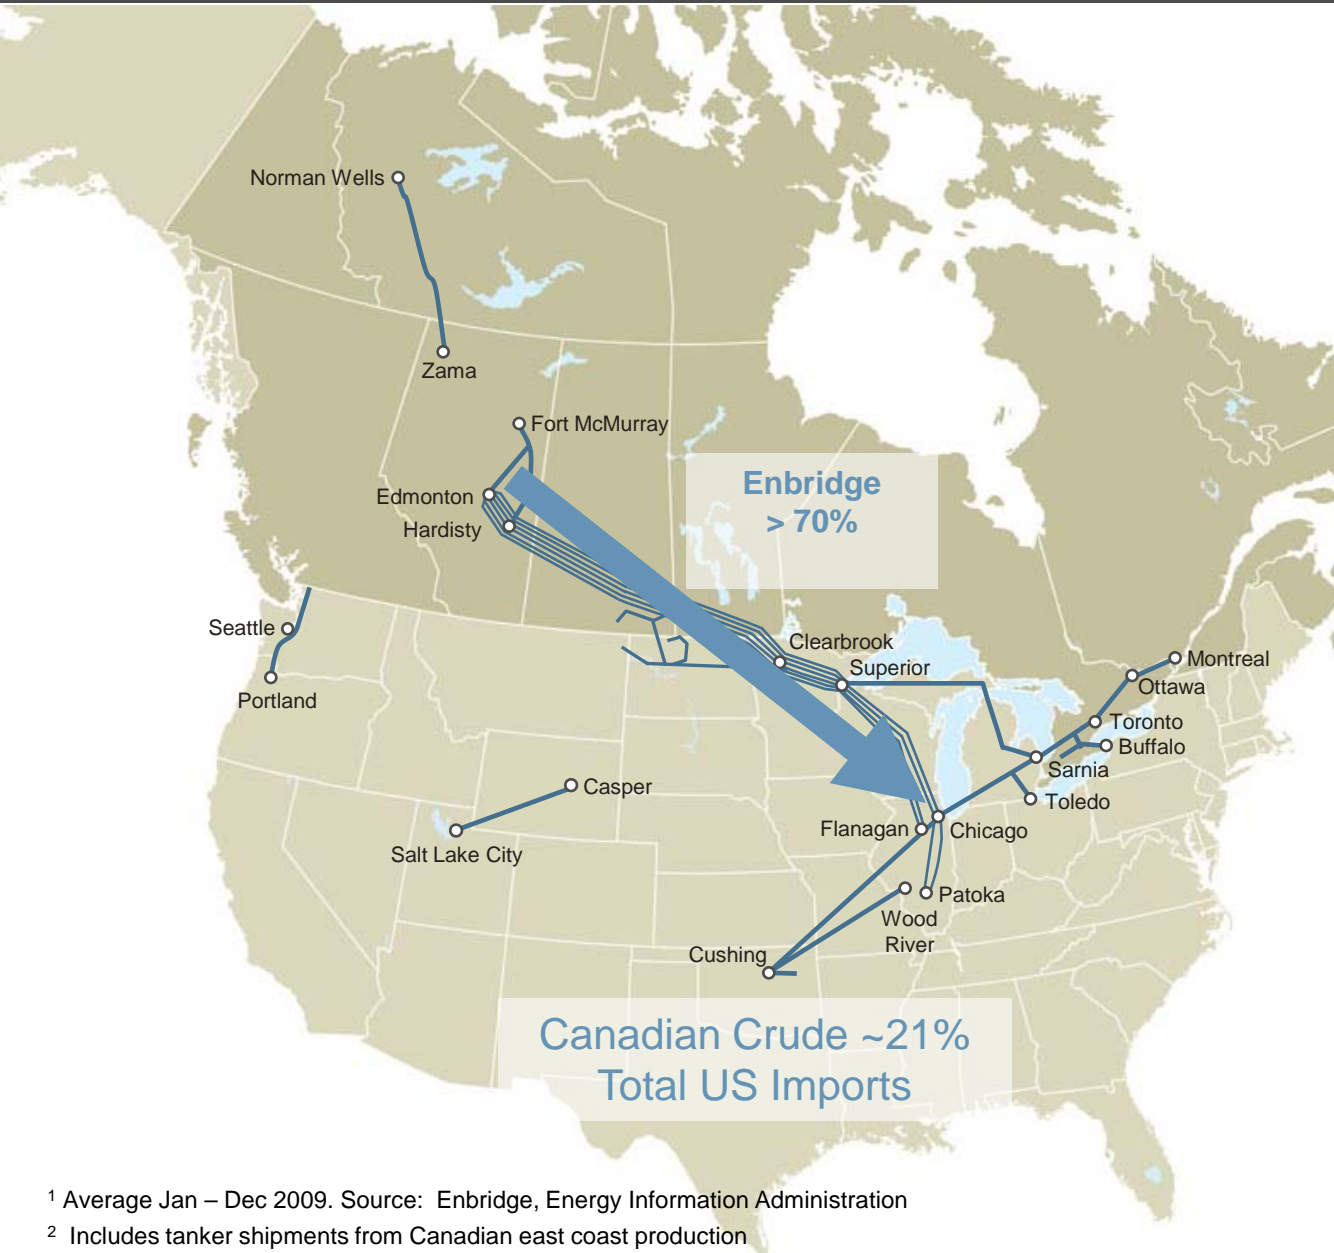 Norman Wells
Zama
Fort McMurray
Edmonton
Hardisty
Enbridge
> 70%
Seattle
Portland
Clearbrook
Superior
Montreal
Ottawa
Toronto
Buffalo
Sarnia
Toledo
Casper
Salt Lake City
Flanagan
Chicago
Patoka
Wood
River
Cushing
Canadian Crude ~21%
Total US Imports
1 Average Jan – Dec 2009. Source: Enbridge, Energy Information Administration
2 Includes tanker shipments from Canadian east coast production